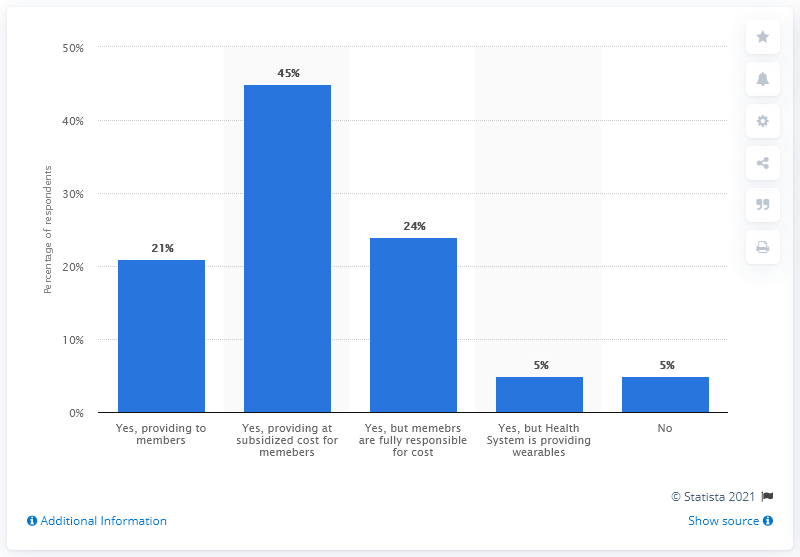 50%
40%
30%
20%
10%
0%
Percentage of respondents
21%
45%
24%
5%
5%
Yes, providing to
members
Yes, providing at
subsidized cost for
memebers
Yes, but memebrs
are fully responsible
for cost
Yes, but Health
System is providing
wearables
No
© Statista 2021
Additional Information
Show source